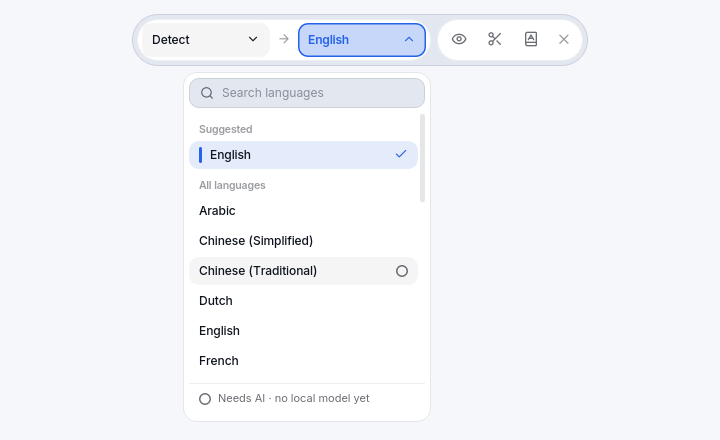 Detect
English
Search languages
Suggested
English
All languages
Arabic
Chinese (Simplified)
Chinese (Traditional)
Dutch
English
French
Needs AI · no local model yet